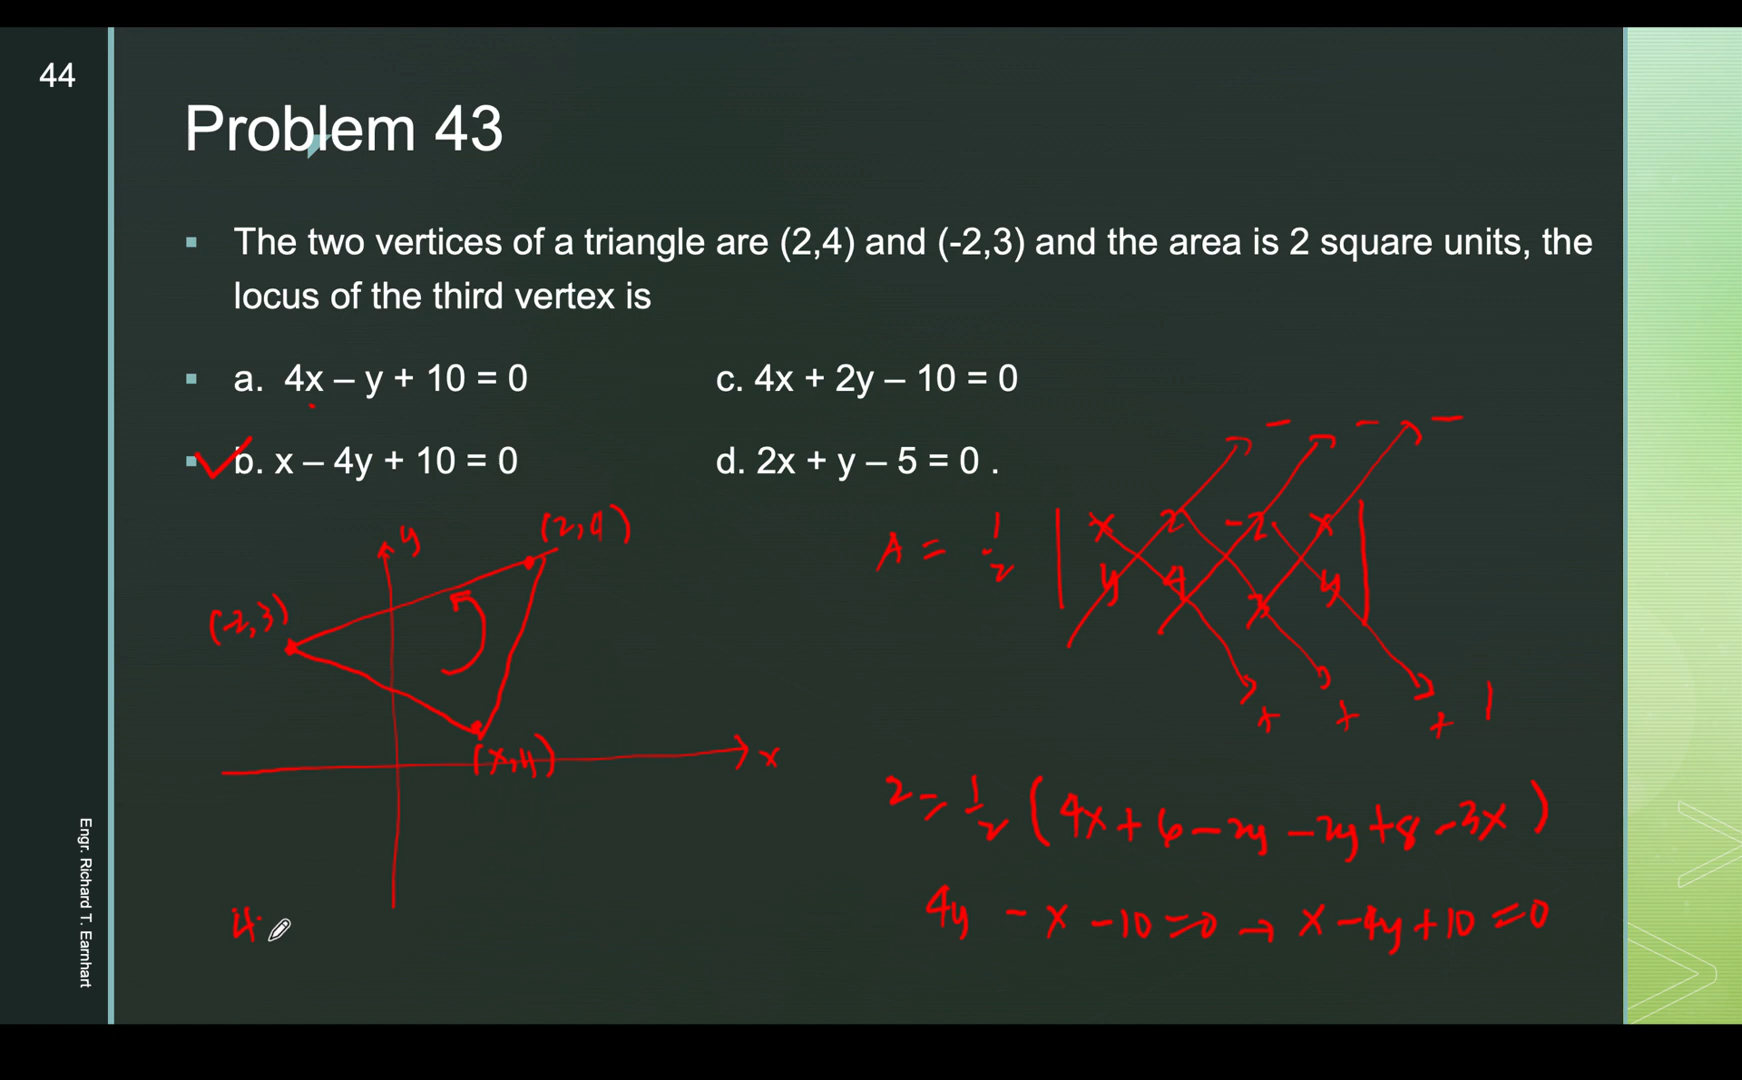 44
Problem 43
The two vertices of a triangle are (2,4) and (-2,3) and the area is 2 square units, the
locus of the third vertex is
a. 4x – y + 10 = 0
c. 4x + 2y – 10 = 0
b. x – 4y + 10 = 0
d. 2x + y – 5 = 0 .
y
(2,4)
(-2,3)
(x,y)
x
A = 1/2 | x 2 -2 x |
y 4 3 y
- - -
+ + +
2 = 1/2 (4x + 6 - 2y - 2y + 8 - 3x)
4y - x - 10 = 0 → x - 4y + 10 = 0
4
Engr. Richard T. Earnhart